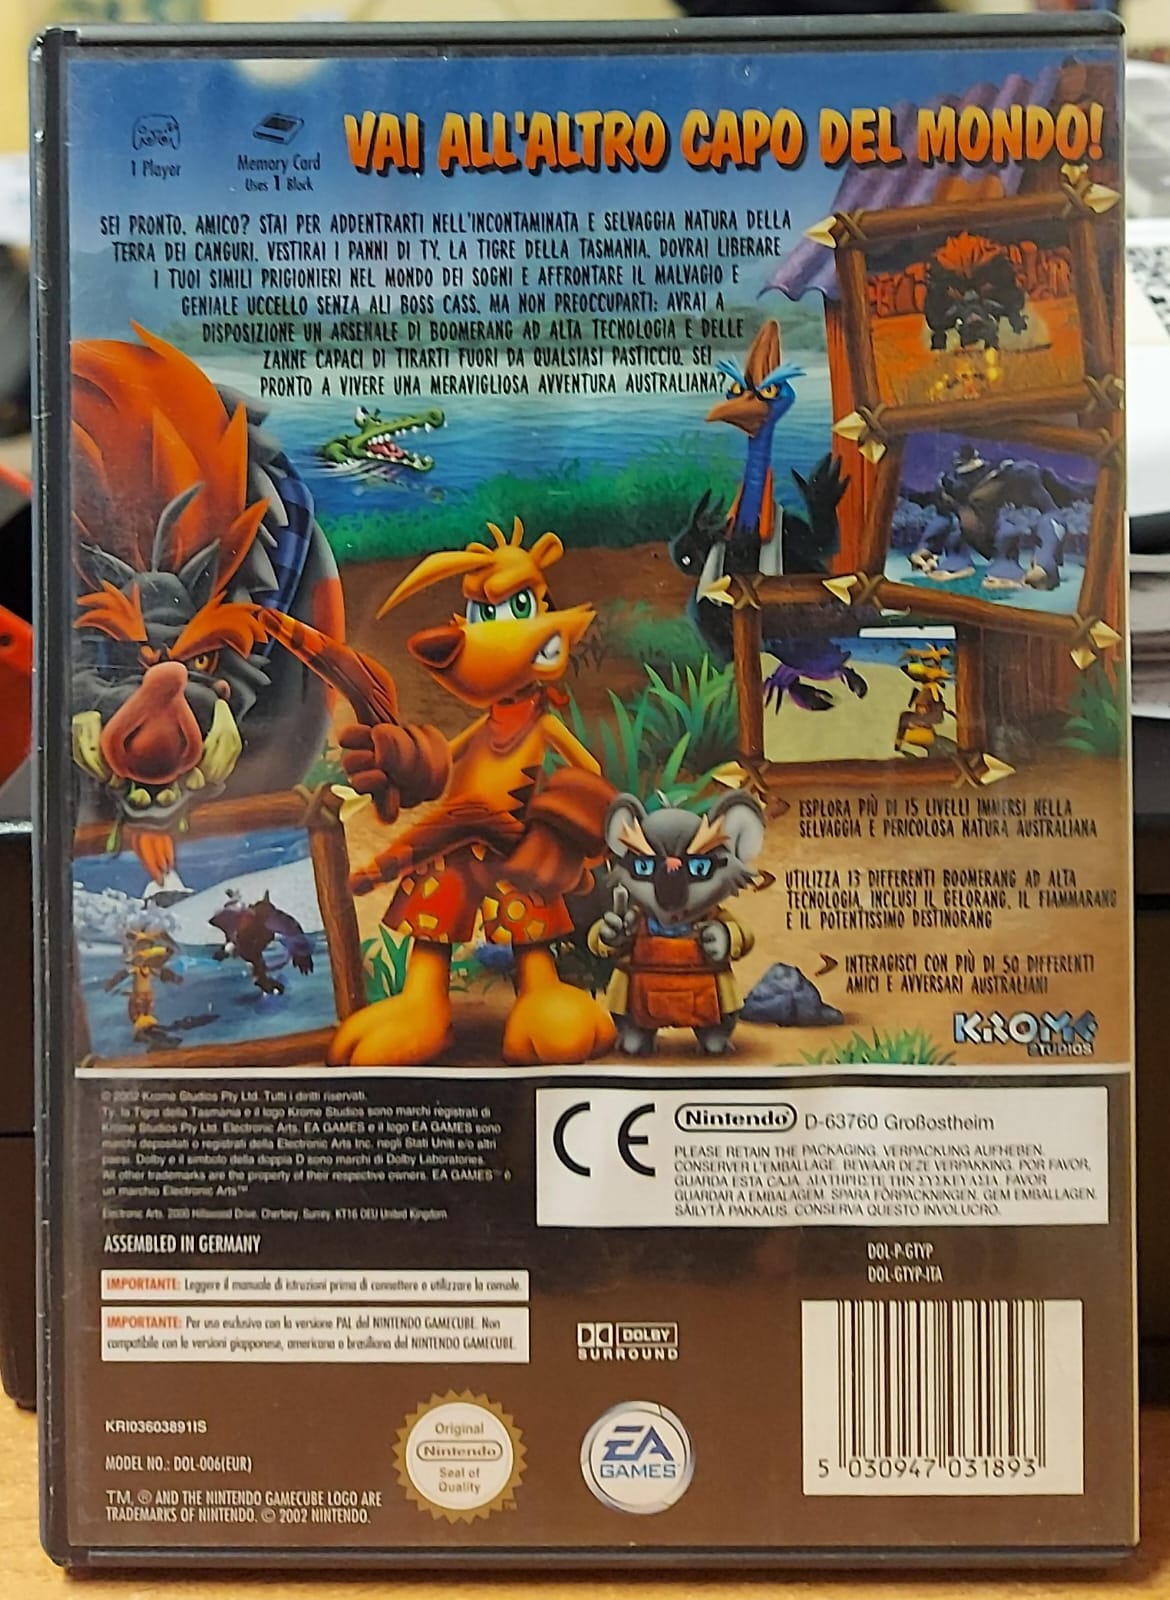 1 Player
Memory Card
Uses 1 Block
VAI ALL'ALTRO CAPO DEL MONDO!
SEI PRONTO, AMICO? STAI PER ADDENTRARTI NELL'INCONTAMINATA E SELVAGGIA NATURA DELLA
TERRA DEI CANGURI. VESTIRAI I PANNI DI TY, LA TIGRE DELLA TASMANIA, DOVRAI LIBERARE
I TUOI SIMILI PRIGIONIERI NEL MONDO DEI SOGNI E AFFRONTARE IL MALVAGIO E
GENIALE UCCELLO SENZA ALI BOSS CASS. MA NON PREOCCUPARTI: AVRAI A
DISPOSIZIONE UN ARSENALE DI BOOMERANG AD ALTA TECNOLOGIA E DELLE
ZANNE CAPACI DI TIRARTI FUORI DA QUALSIASI PASTICCIO. SEI
PRONTO A VIVERE UNA MERAVIGLIOSA AVVENTURA AUSTRALIANA?
ESPLORA PIÙ DI 15 LIVELLI IMMERSI NELLA
SELVAGGIA E PERICOLOSA NATURA AUSTRALIANA
UTILIZZA 13 DIFFERENTI BOOMERANG AD ALTA
TECNOLOGIA, INCLUSI IL GELORANG, IL FIAMMARANG
E IL POTENTISSIMO DESTINORANG
INTERAGISCI CON PIÙ DI 50 DIFFERENTI
AMICI E AVVERSARI AUSTRALIANI
KROME
STUDIOS
© 2002 Krome Studios Pty Ltd. Tutti i diritti riservati.
Ty, la Tigre della Tasmania e il logo Krome Studios sono marchi registrati di
Krome Studios Pty Ltd. Electronic Arts, EA GAMES e il logo EA GAMES sono
marchi depositati o registrati della Electronic Arts Inc. negli Stati Uniti e/o altri
paesi. Dolby e il simbolo della doppia D sono marchi di Dolby Laboratories.
All other trademarks are the property of their respective owners. EA GAMES™ è
un marchio Electronic Arts™
Electronic Arts, 2000 Hillswood Drive, Chertsey, Surrey, KT16 0EU United Kingdom
CE
Nintendo D-63760 Großostheim
PLEASE RETAIN THE PACKAGING. VERPACKUNG AUFHEBEN.
CONSERVER L'EMBALLAGE. BEWAAR DEZE VERPAKKING. POR FAVOR,
GUARDA ESTA CAJA. ΔΙΑΤΗΡΗΣΤΕ ΤΗΝ ΣΥΣΚΕΥΑΣΙΑ. FAVOR
GUARDAR A EMBALAGEM. SPARA FÖRPACKNINGEN. GEM EMBALLAGEN.
SÄILYTÄ PAKKAUS. CONSERVA QUESTO INVOLUCRO.
ASSEMBLED IN GERMANY
DOL-P-GTYP
DOL-GTYP-ITA
IMPORTANTE: Leggere il manuale di istruzioni prima di connettere o utilizzare la console.
IMPORTANTE: Per uso esclusivo con la versione PAL del NINTENDO GAMECUBE. Non
compatibile con le versioni giapponese, americana o brasiliana del NINTENDO GAMECUBE.
DOLBY
SURROUND
KRI03603891IS
MODEL NO.: DOL-006(EUR)
TM, ® AND THE NINTENDO GAMECUBE LOGO ARE
TRADEMARKS OF NINTENDO. © 2002 NINTENDO.
Original
Nintendo
Seal of
Quality
TM
EA
GAMES
5 030947 031893